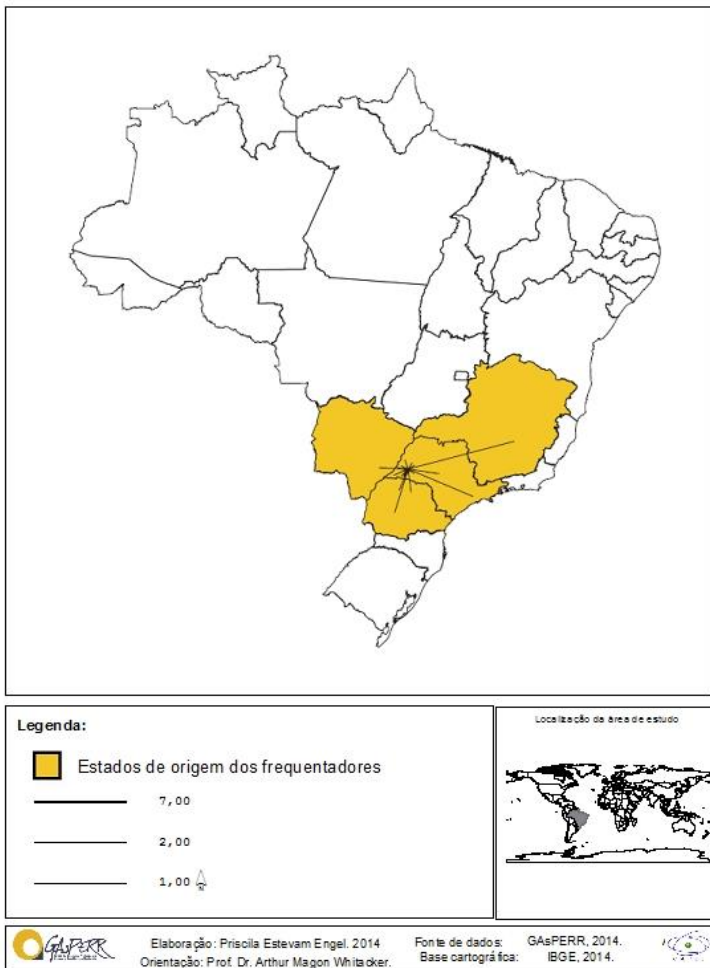 Legenda:
Estados de origem dos frequentadores
7,00
2,00
1,00
N
Localização da área de estudo
GAsPERR
Elaboração: Priscila Estevam Engel. 2014
Orientação: Prof. Dr. Arthur Magon Whitacker.
Fonte de dados: GAsPERR, 2014.
Base cartográfica: IBGE, 2014.